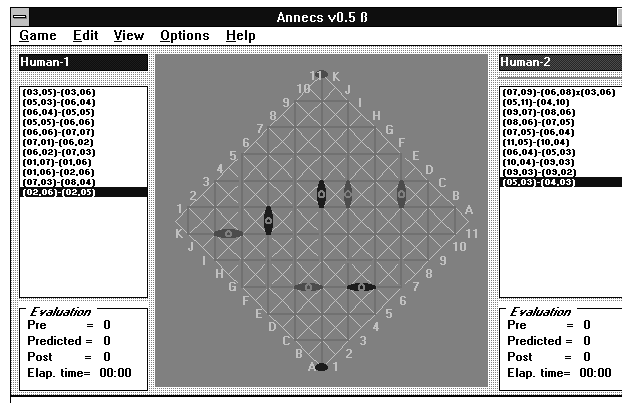 Annecs v0.5 ß
Game Edit View Options Help
Human-1
(03,05)-(03,06)
(05,03)-(06,04)
(06,04)-(05,05)
(05,05)-(06,06)
(06,06)-(07,07)
(07,01)-(06,02)
(06,02)-(07,03)
(01,07)-(01,06)
(01,06)-(02,06)
(07,03)-(08,04)
(02,06)-(02,05)
Evaluation
Pre = 0
Predicted = 0
Post = 0
Elap. time= 00:00
11 K
10 J
9 I
8 H
7 G
6 F
5 E
4 D
3 C
2 B
1 A
K 11
J 10
I 9
H 8
G 7
F 6
E 5
D 4
C 3
B 2
A 1
Human-2
(07,09)-(06,08)x(03,06)
(05,11)-(04,10)
(09,07)-(08,06)
(08,06)-(07,05)
(07,05)-(06,04)
(11,05)-(10,04)
(06,04)-(05,03)
(10,04)-(09,03)
(09,03)-(09,02)
(05,03)-(04,03)
Evaluation
Pre = 0
Predicted = 0
Post = 0
Elap. time= 00:00